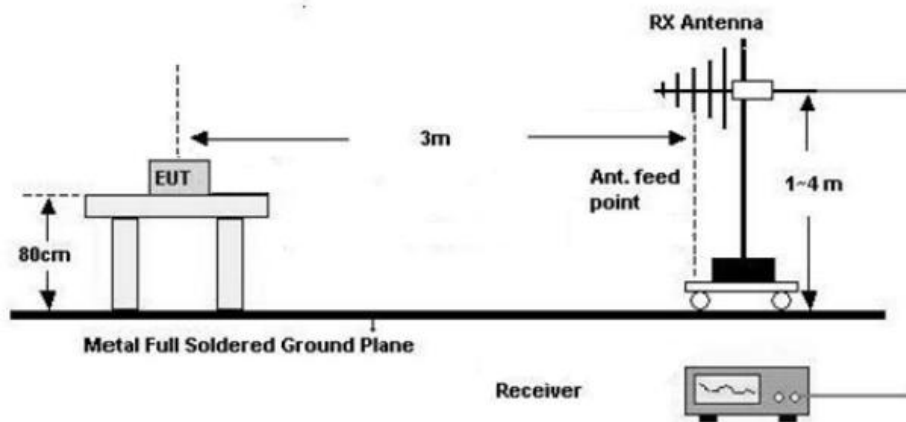 RX Antenna
3m
EUT
Ant. feed
point
1~4 m
80cm
Metal Full Soldered Ground Plane
Receiver